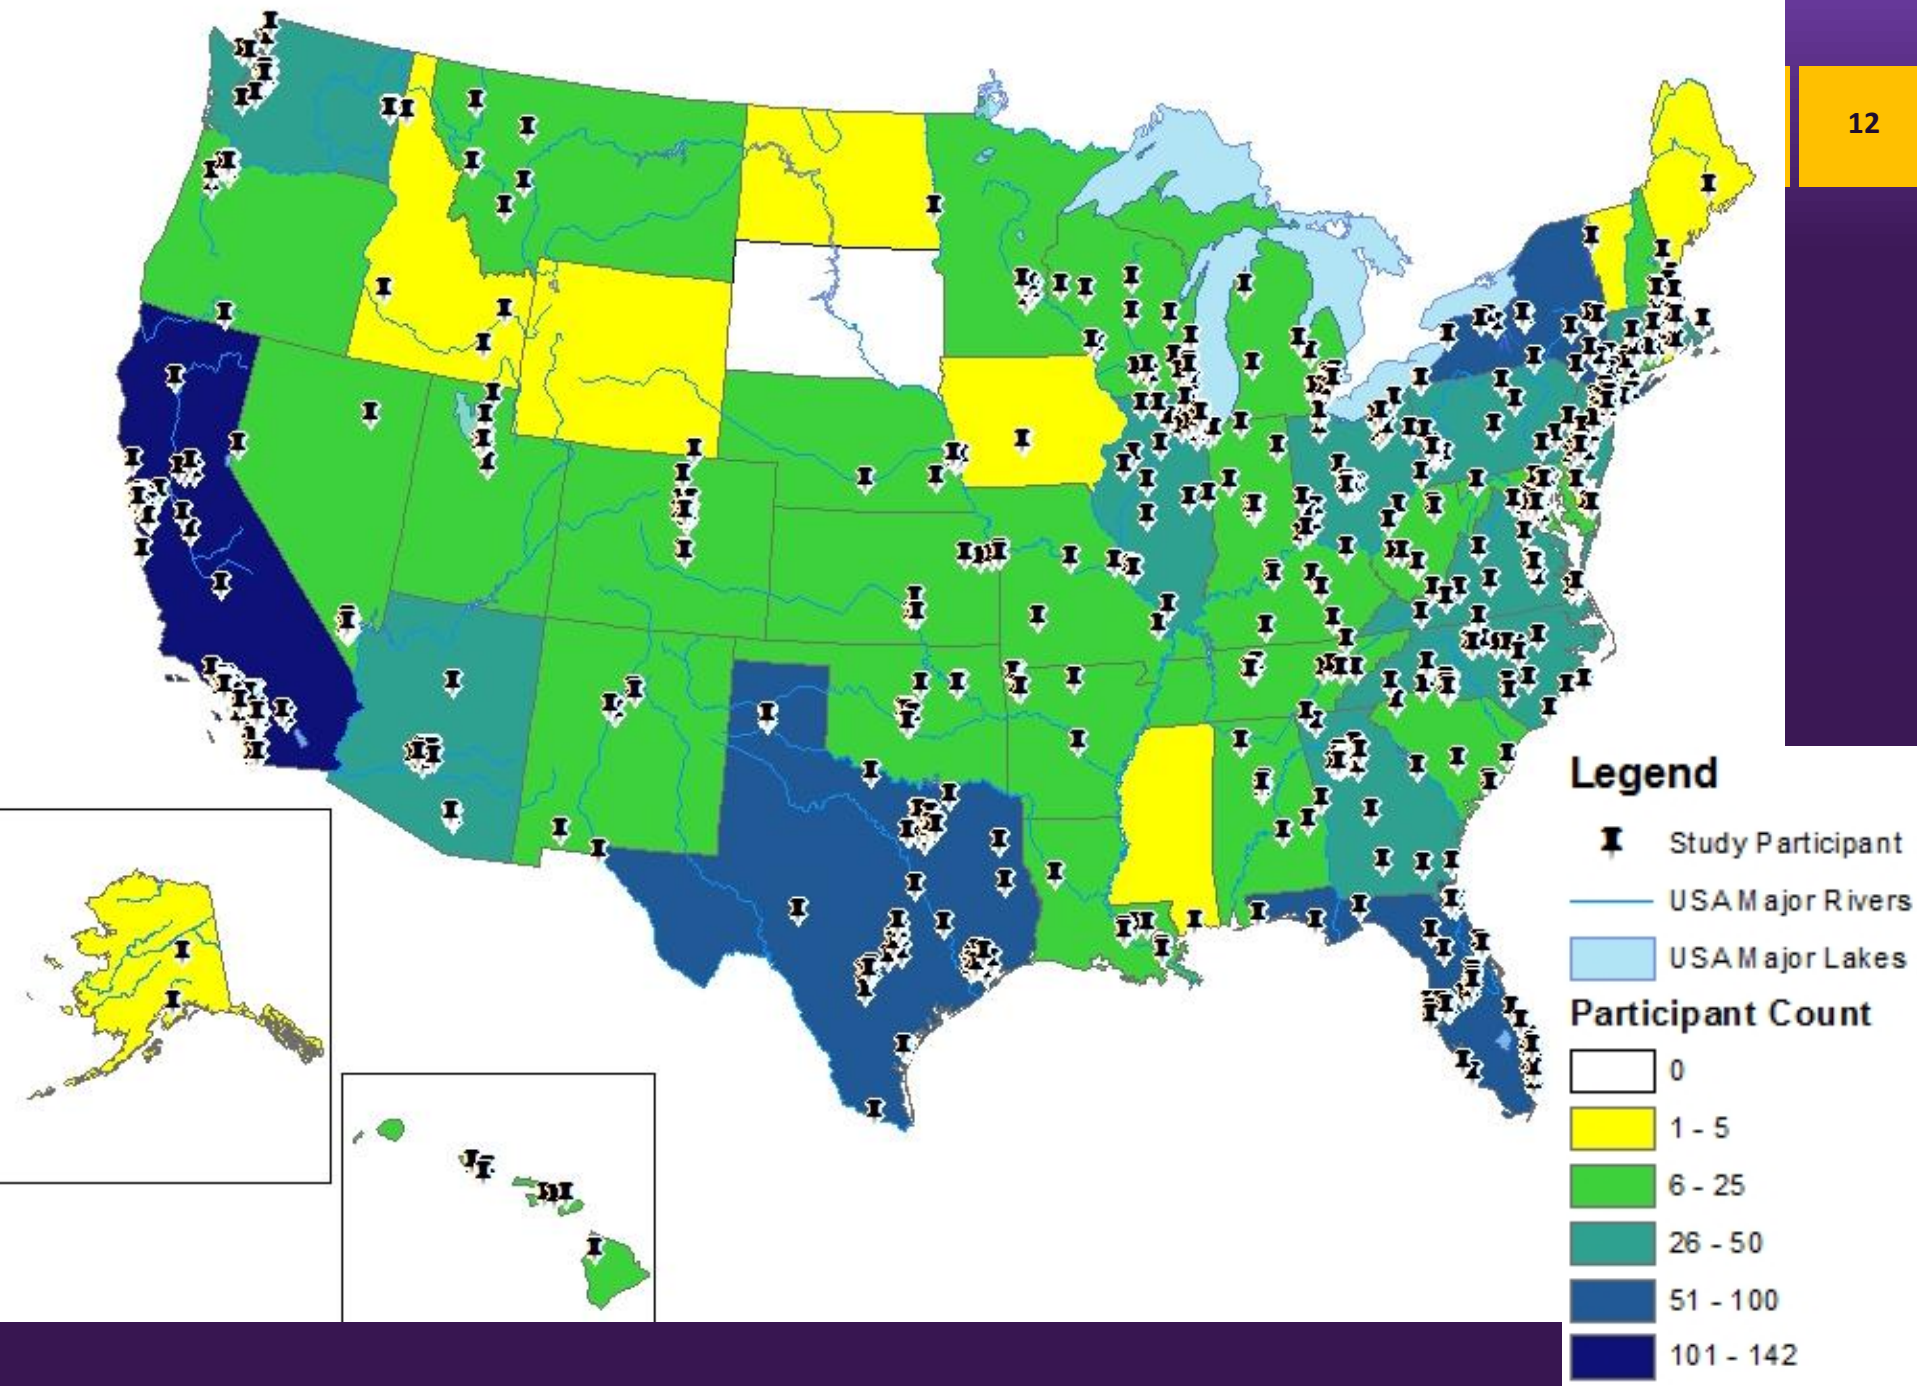 12
Legend
Study Participant
USA Major Rivers
USA Major Lakes
Participant Count
0
1 - 5
6 - 25
26 - 50
51 - 100
101 - 142